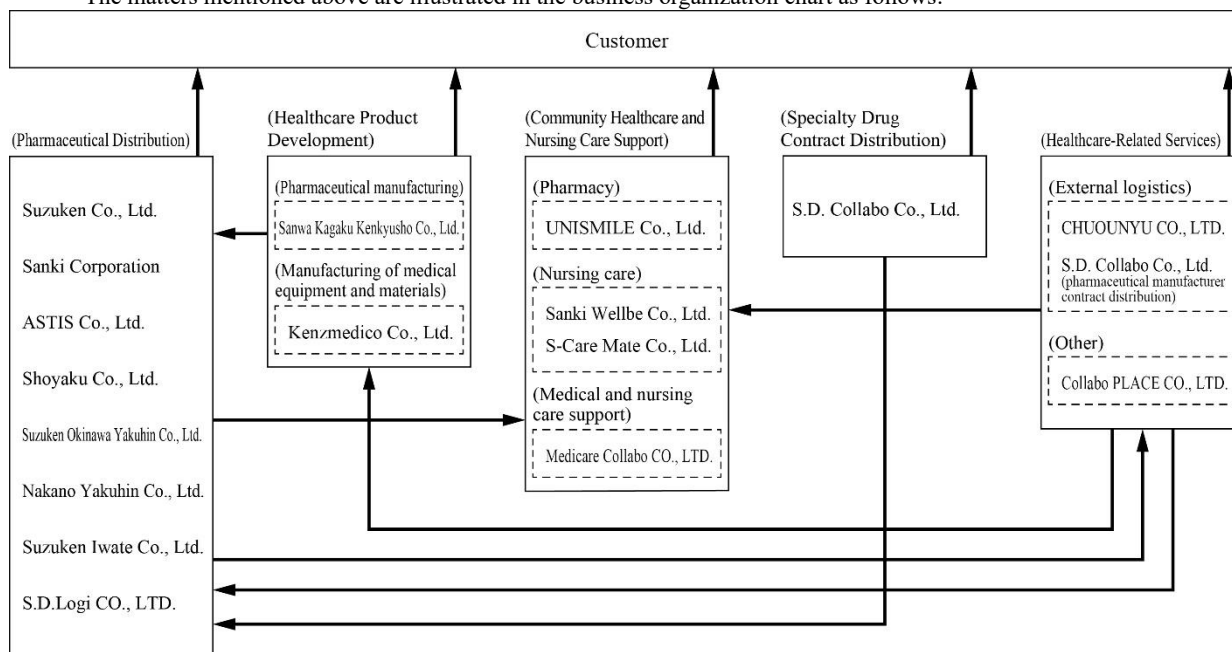 The matters mentioned above are illustrated in the business organization chart as follows:
Customer
(Pharmaceutical Distribution)
Suzuken Co., Ltd.
Sanki Corporation
ASTIS Co., Ltd.
Shoyaku Co., Ltd.
Suzuken Okinawa Yakuhin Co., Ltd.
Nakano Yakuhin Co., Ltd.
Suzuken Iwate Co., Ltd.
S.D.Logi CO., LTD.
(Healthcare Product
Development)
(Pharmaceutical manufacturing)
Sanwa Kagaku Kenkyusho Co., Ltd.
(Manufacturing of medical
equipment and materials)
Kenzmedico Co., Ltd.
(Community Healthcare and
Nursing Care Support)
(Pharmacy)
UNISMILE Co., Ltd.
(Nursing care)
Sanki Wellbe Co., Ltd.
S-Care Mate Co., Ltd.
(Medical and nursing
care support)
Medicare Collabo CO., LTD.
(Specialty Drug
Contract Distribution)
S.D. Collabo Co., Ltd.
(Healthcare-Related Services)
(External logistics)
CHUOUNYU CO., LTD.
S.D. Collabo Co., Ltd.
(pharmaceutical manufacturer
contract distribution)
(Other)
Collabo PLACE CO., LTD.